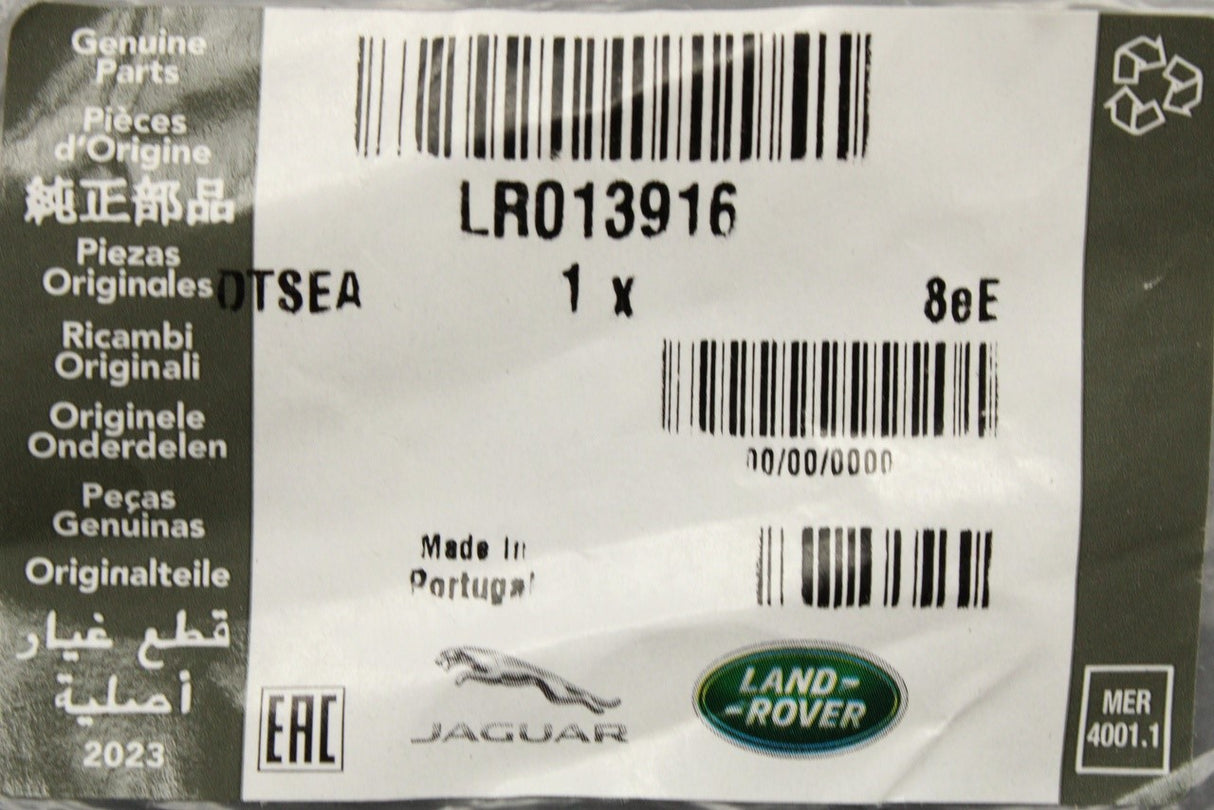 Genuine
Parts
Pièces
d'Origine
純正部品
Piezas
Originales
Ricambi
Originali
Originele
Onderdelen
Peças
Genuinas
Originalteile
قطع غيار
أصلية
2023
LR013916
OTSEA 1 x 8eE
00/00/0000
Made In
Portugal
EAC
JAGUAR
LAND-
-ROVER
MER
4001.1